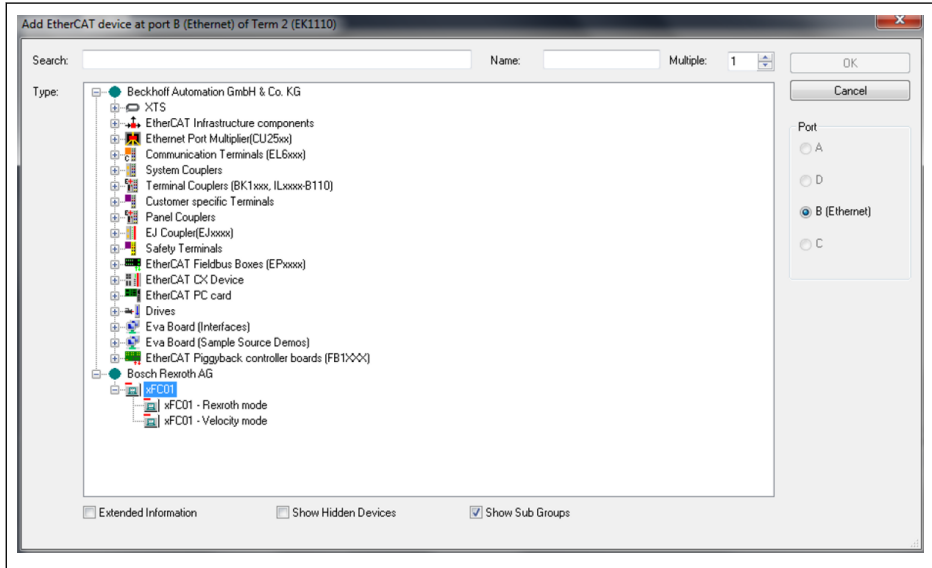 Add EtherCAT device at port B (Ethernet) of Term 2 (EK1110)
Search:
Name:
Multiple:
1
OK
Type:
Beckhoff Automation GmbH & Co. KG
Cancel
XTS
EtherCAT Infrastructure components
Ethernet Port Multiplier(CU25xx)
Communication Terminals (EL6xxx)
System Couplers
Terminal Couplers (BK1xxx, ILxxxx-B110)
Customer specific Terminals
Panel Couplers
EJ Coupler(EJxxxx)
Safety Terminals
EtherCAT Fieldbus Boxes (EPxxxx)
EtherCAT CX Device
EtherCAT PC card
Drives
Eva Board (Interfaces)
Eva Board (Sample Source Demos)
EtherCAT Piggyback controller boards (FB1XXX)
Bosch Rexroth AG
xFC01
xFC01 - Rexroth mode
xFC01 - Velocity mode
Port
A
D
B (Ethernet)
C
Extended Information
Show Hidden Devices
Show Sub Groups